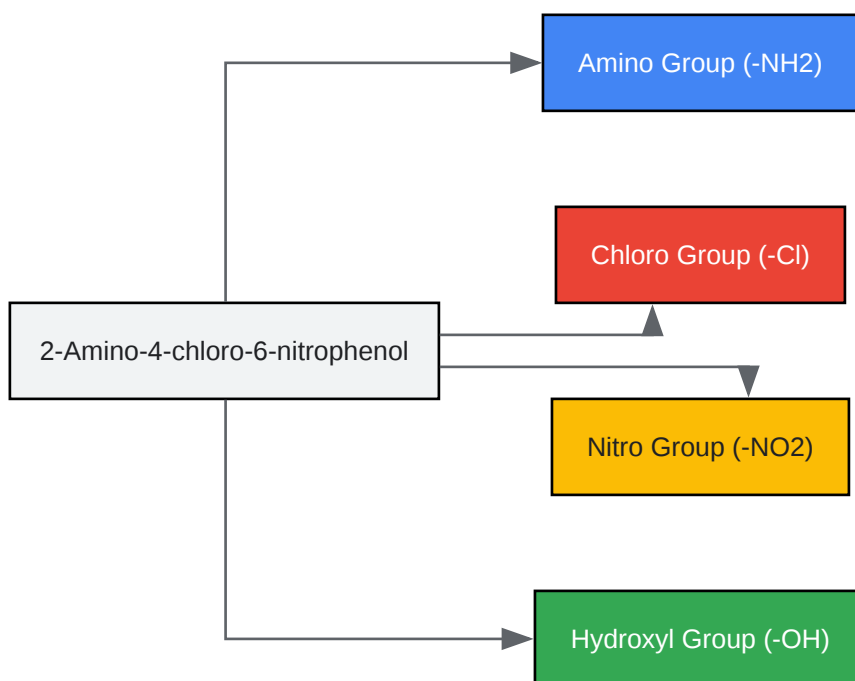 Amino Group (-NH2)
Chloro Group (-Cl)
2-Amino-4-chloro-6-nitrophenol
Nitro Group (-NO2)
Hydroxyl Group (-OH)